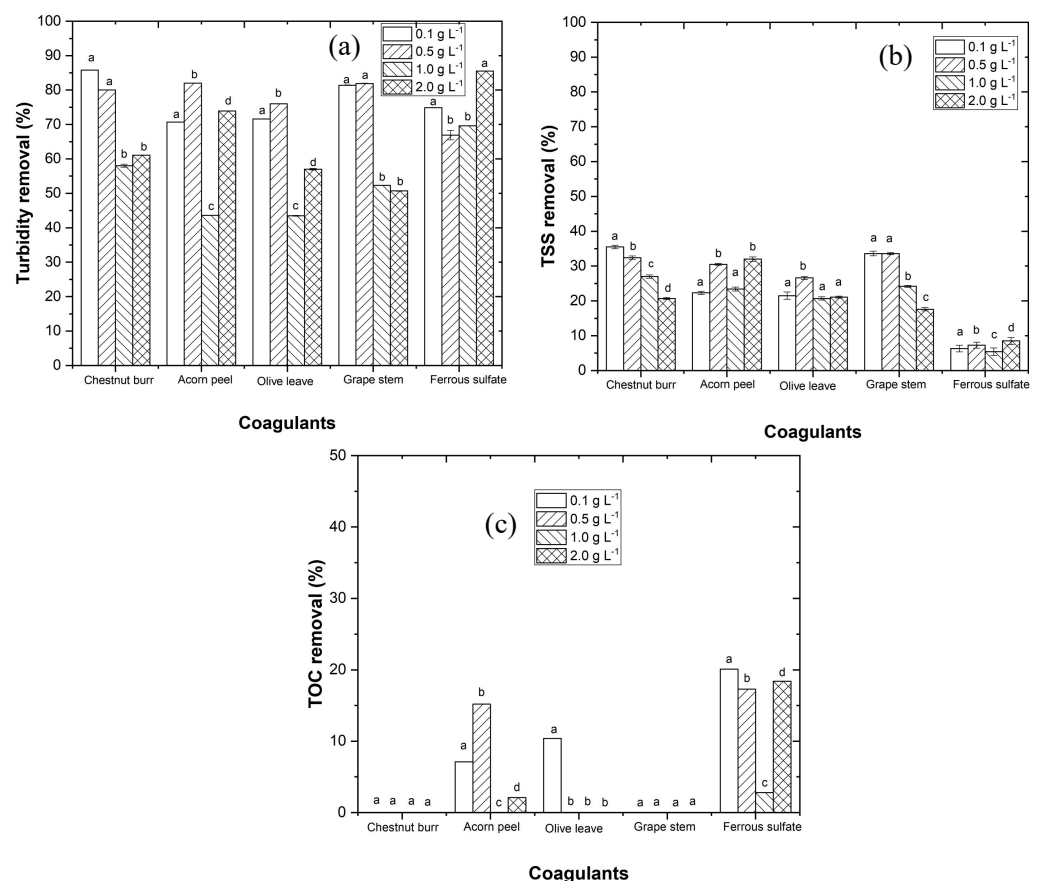 (a)
0.1 g L-1
0.5 g L-1
1.0 g L-1
2.0 g L-1
Turbidity removal (%)
100
90
80
70
60
50
40
30
20
10
0
a a b b
b d c
a b c d
a a b b
a b b a
Chestnut burr Acorn peel Olive leave Grape stem Ferrous sulfate
Coagulants
(b)
0.1 g L-1
0.5 g L-1
1.0 g L-1
2.0 g L-1
TSS removal (%)
100
90
80
70
60
50
40
30
20
10
0
a b c d
a b a b
a b a a
a a b c
a b c d
Chestnut burr Acorn peel Olive leave Grape stem Ferrous sulfate
Coagulants
(c)
0.1 g L-1
0.5 g L-1
1.0 g L-1
2.0 g L-1
TOC removal (%)
50
40
30
20
10
0
a a a a
a b c d
a b b b
a a a a
a b c d
Chestnut burr Acorn peel Olive leave Grape stem Ferrous sulfate
Coagulants